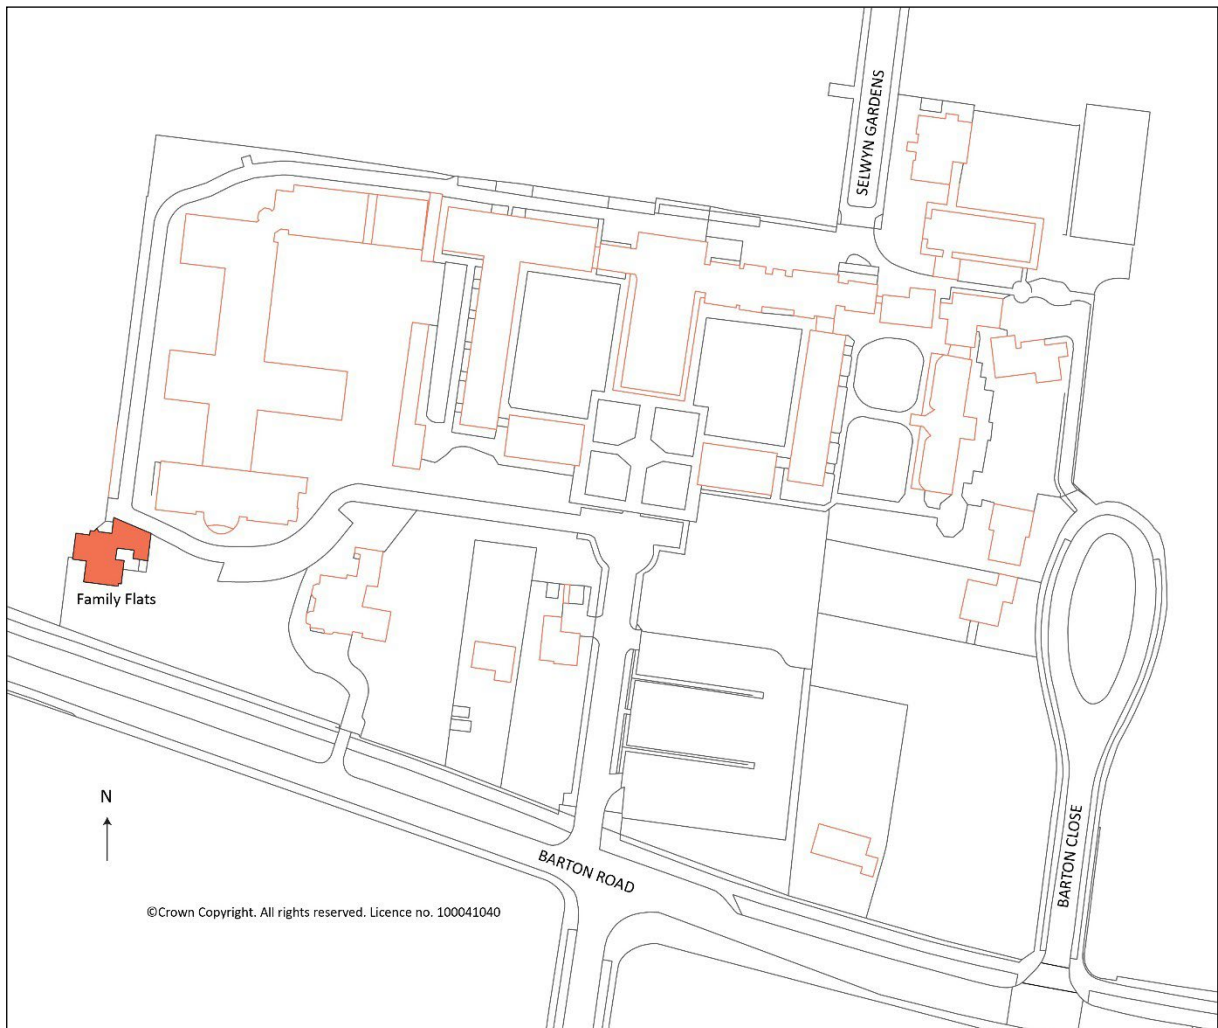 SELWYN GARDENS
Family Flats
N
BARTON ROAD
BARTON CLOSE
©Crown Copyright. All rights reserved. Licence no. 100041040